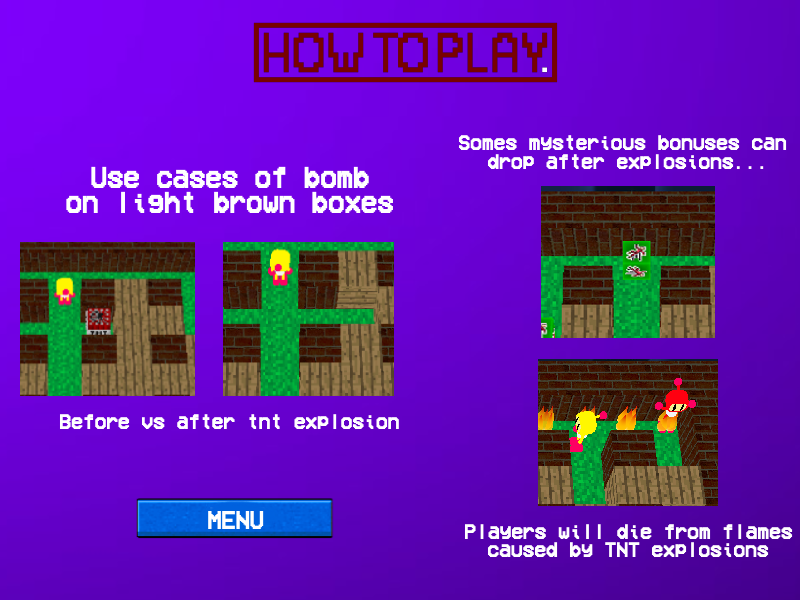 HOW TO PLAY.
Use cases of bomb
on light brown boxes
TNT
Before vs after tnt explosion
MENU
Somes mysterious bonuses can
drop after explosions...
Players will die from flames
caused by TNT explosions